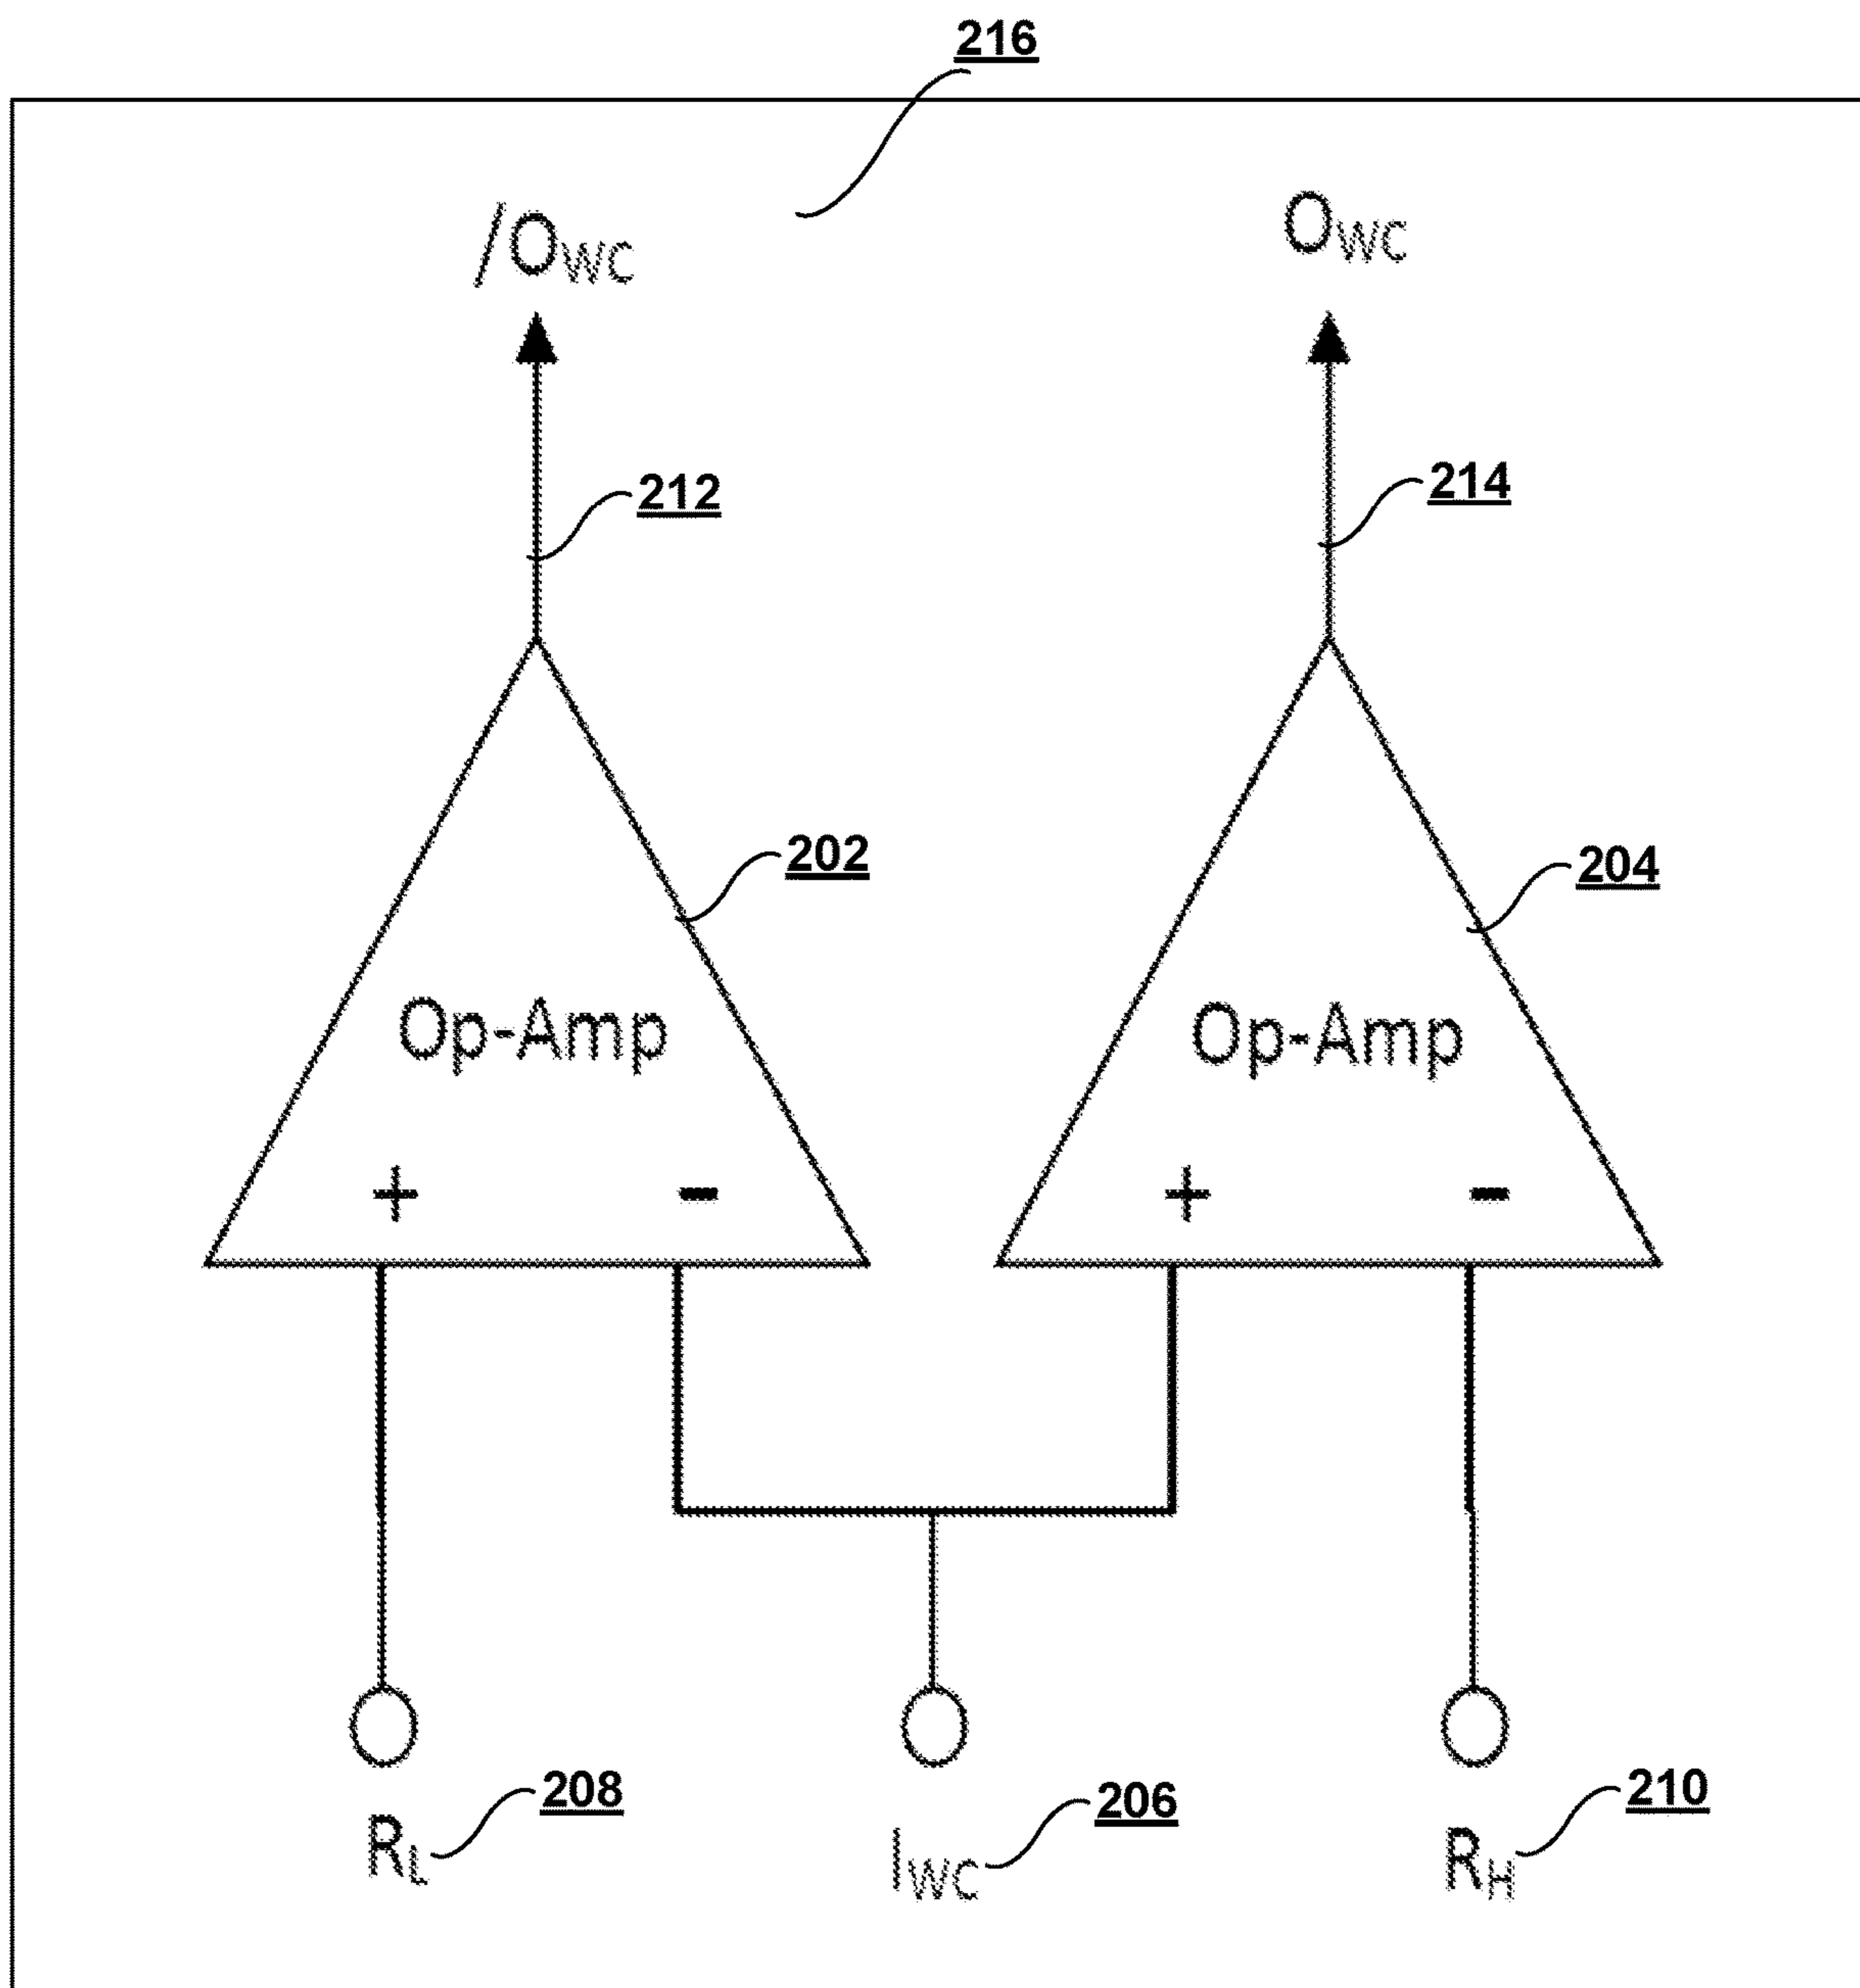 216
/OWC
OWC
212
214
202
204
Op-Amp
Op-Amp
+ -
+ -
208
206
210
RL
IWC
RH